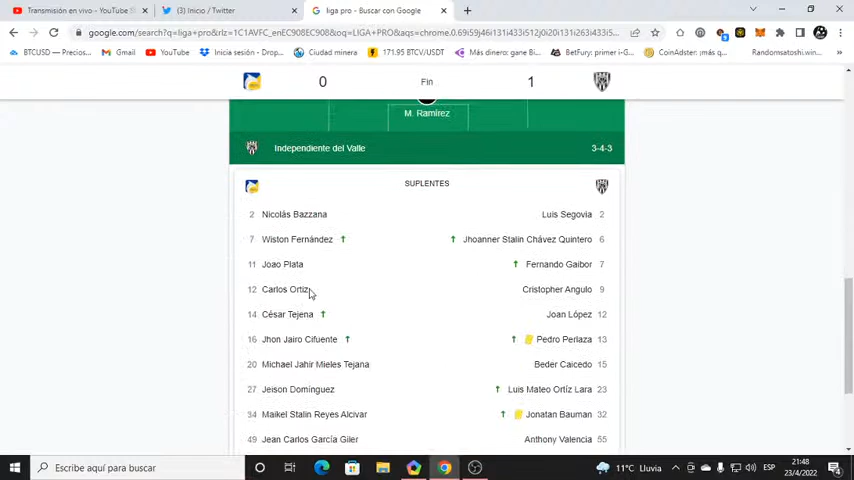 Transmisión en vivo - YouTube S
(3) Inicio / Twitter
liga pro - Buscar con Google
google.com/search?q=liga+pro&rlz=1C1AVFC_enEC908EC908&oq=LIGA+PRO&aqs=chrome.0.69i59j46i131i433i512j0i20i131i263i433i...
BTCUSD — Precios...
Gmail
YouTube
Inicia sesión - Drop...
Ciudad minera
171.95 BTCV/USDT
Más dinero: gane Bi...
BetFury: primer i-G...
CoinAdster: ¡más q...
Randomsatoshi.win...
0 Fin 1
M. Ramírez
Independiente del Valle 3-4-3
SUPLENTES
2 Nicolás Bazzana Luis Segovia 2
7 Wiston Fernández Jhoanner Stalin Chávez Quintero 6
11 Joao Plata Fernando Gaibor 7
12 Carlos Ortiz Cristopher Angulo 9
14 César Tejena Joan López 12
16 Jhon Jairo Cifuente Pedro Perlaza 13
20 Michael Jahir Mieles Tejana Beder Caicedo 15
27 Jeison Domínguez Luis Mateo Ortíz Lara 23
34 Maikel Stalin Reyes Alcívar Jonatan Bauman 32
49 Jean Carlos García Giler Anthony Valencia 55
Escribe aquí para buscar
11°C Lluvia
ESP
21:48
23/4/2022
4